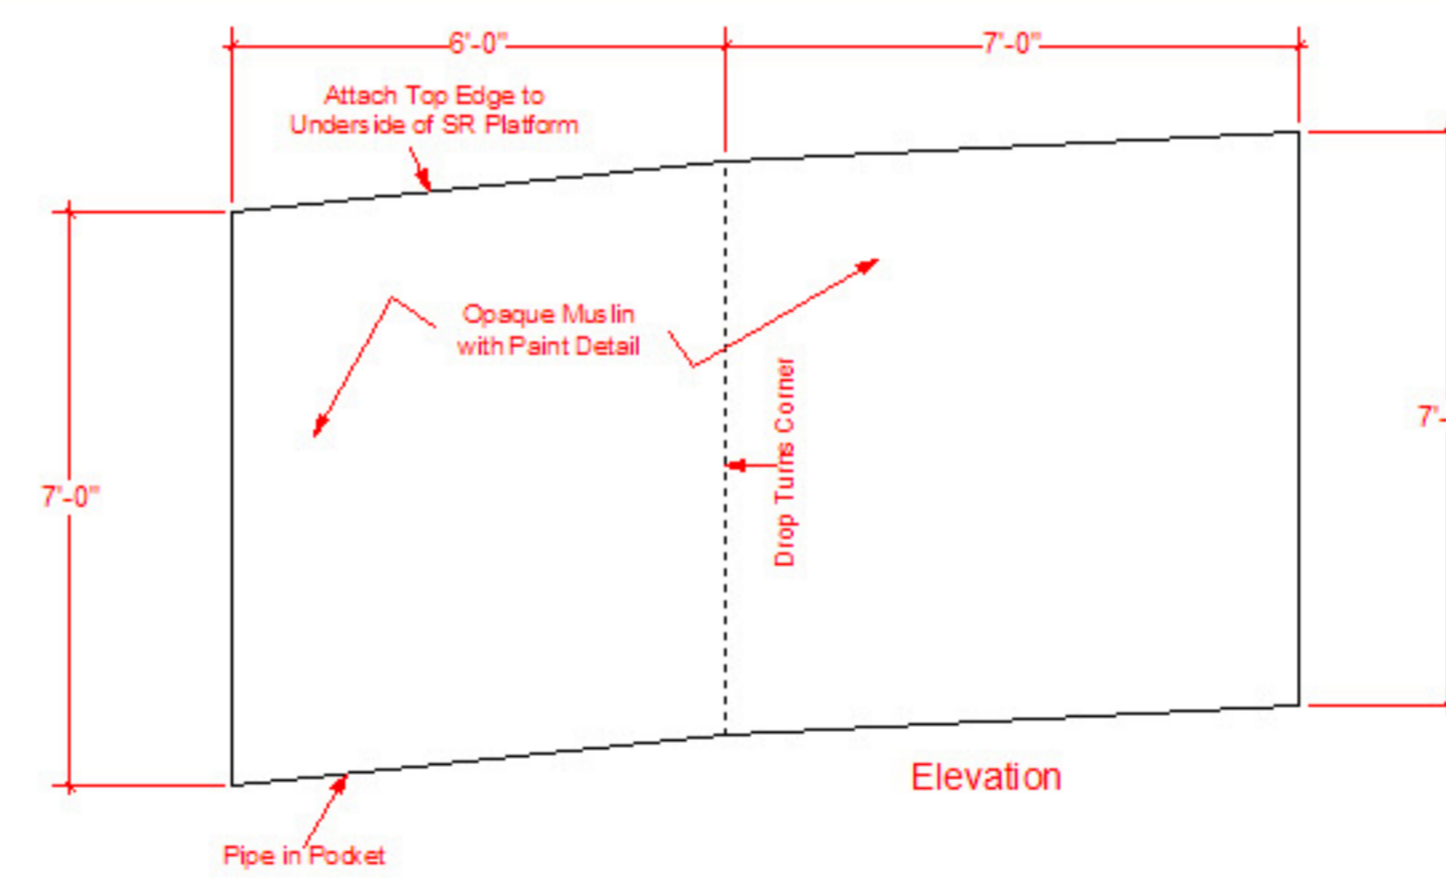 6'-0"
7'-0"
Attach Top Edge to
Underside of SR Platform
Opaque Muslin
with Paint Detail
Drop Turns Corner
7'-0"
7'-
Elevation
Pipe in Pocket